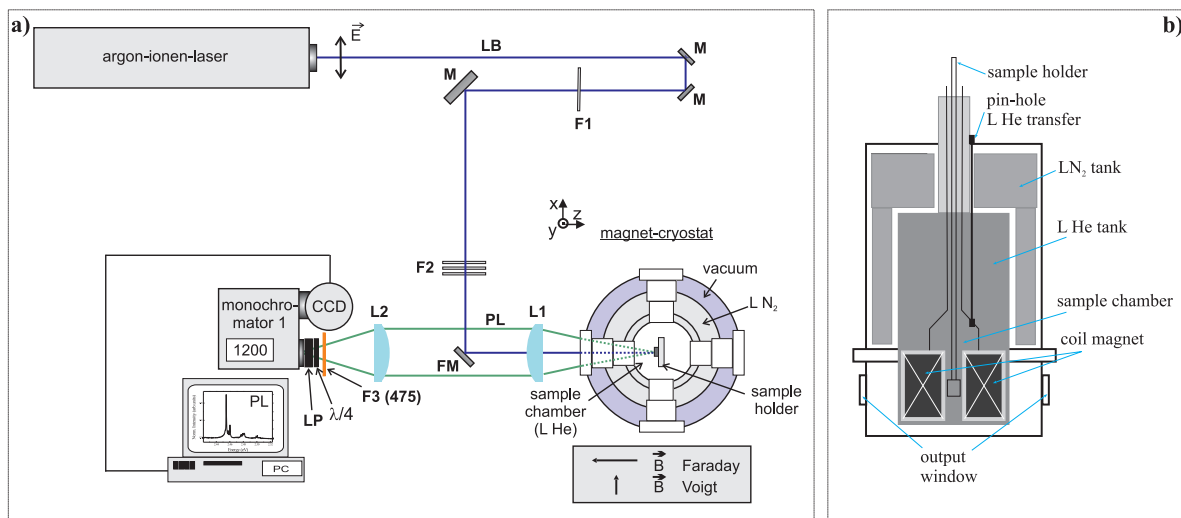 a)
argon-ionen-laser
E
LB
M
M
M
F1
x
z
y
magnet-cryostat
F2
vacuum
L N2
CCD
monochro-
mator 1
1200
L2
PL
L1
FM
F3 (475)
λ/4
LP
sample
chamber
(L He)
sample
holder
PL
Energy (eV)
PC
B Faraday
B Voigt
b)
sample holder
pin-hole
L He transfer
LN2 tank
L He tank
sample chamber
coil magnet
output
window